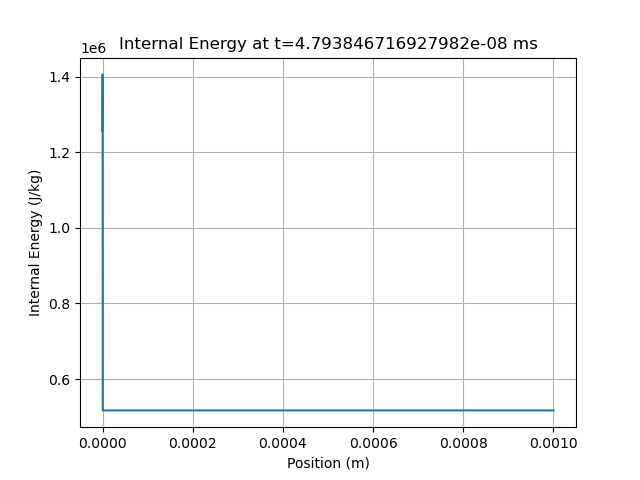 Internal Energy at t=4.793846716927982e-08 ms
1e6
1.4
1.2
1.0
0.8
0.6
Internal Energy (J/kg)
0.0000 0.0002 0.0004 0.0006 0.0008 0.0010
Position (m)